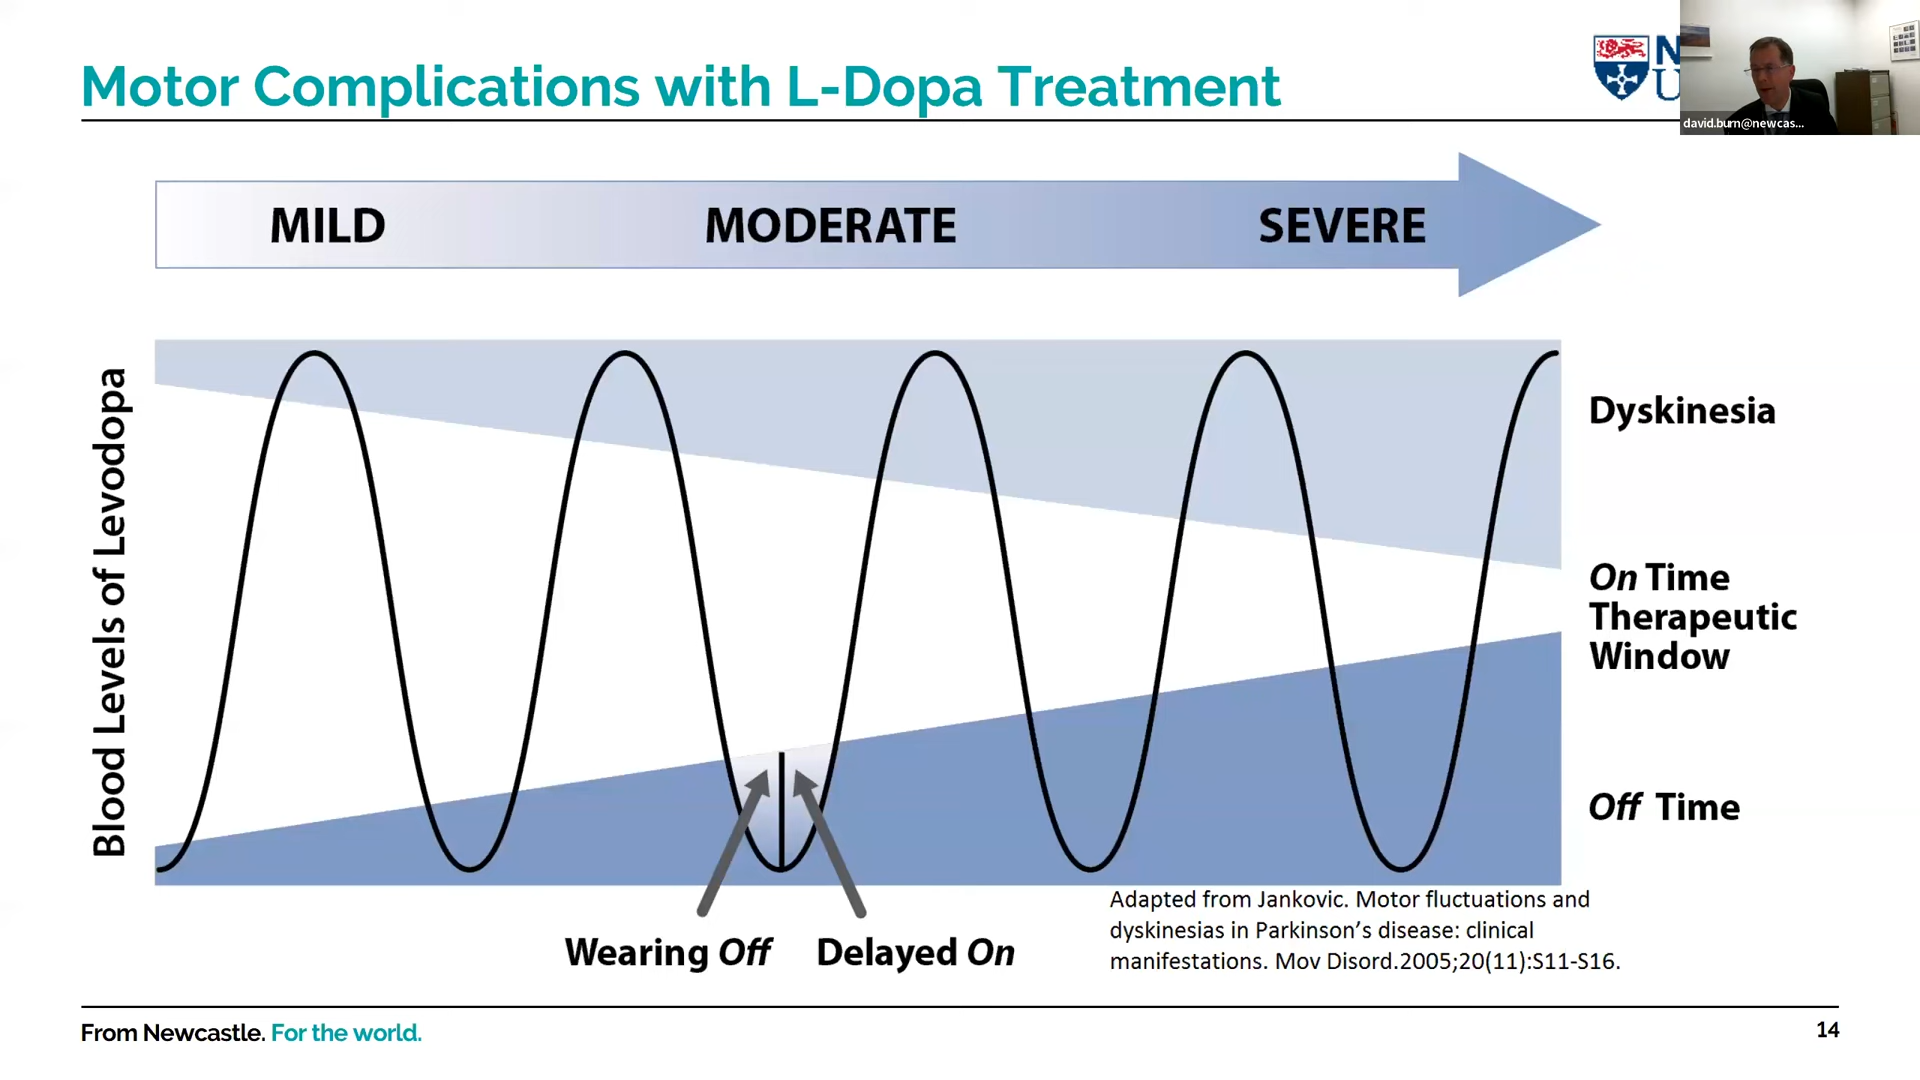 Motor Complications with L-Dopa Treatment
N
U
david.burn@newcas...
MILD
MODERATE
SEVERE
Blood Levels of Levodopa
Dyskinesia
On Time
Therapeutic
Window
Off Time
Wearing Off
Delayed On
Adapted from Jankovic. Motor fluctuations and
dyskinesias in Parkinson’s disease: clinical
manifestations. Mov Disord.2005;20(11):S11-S16.
From Newcastle. For the world.
14